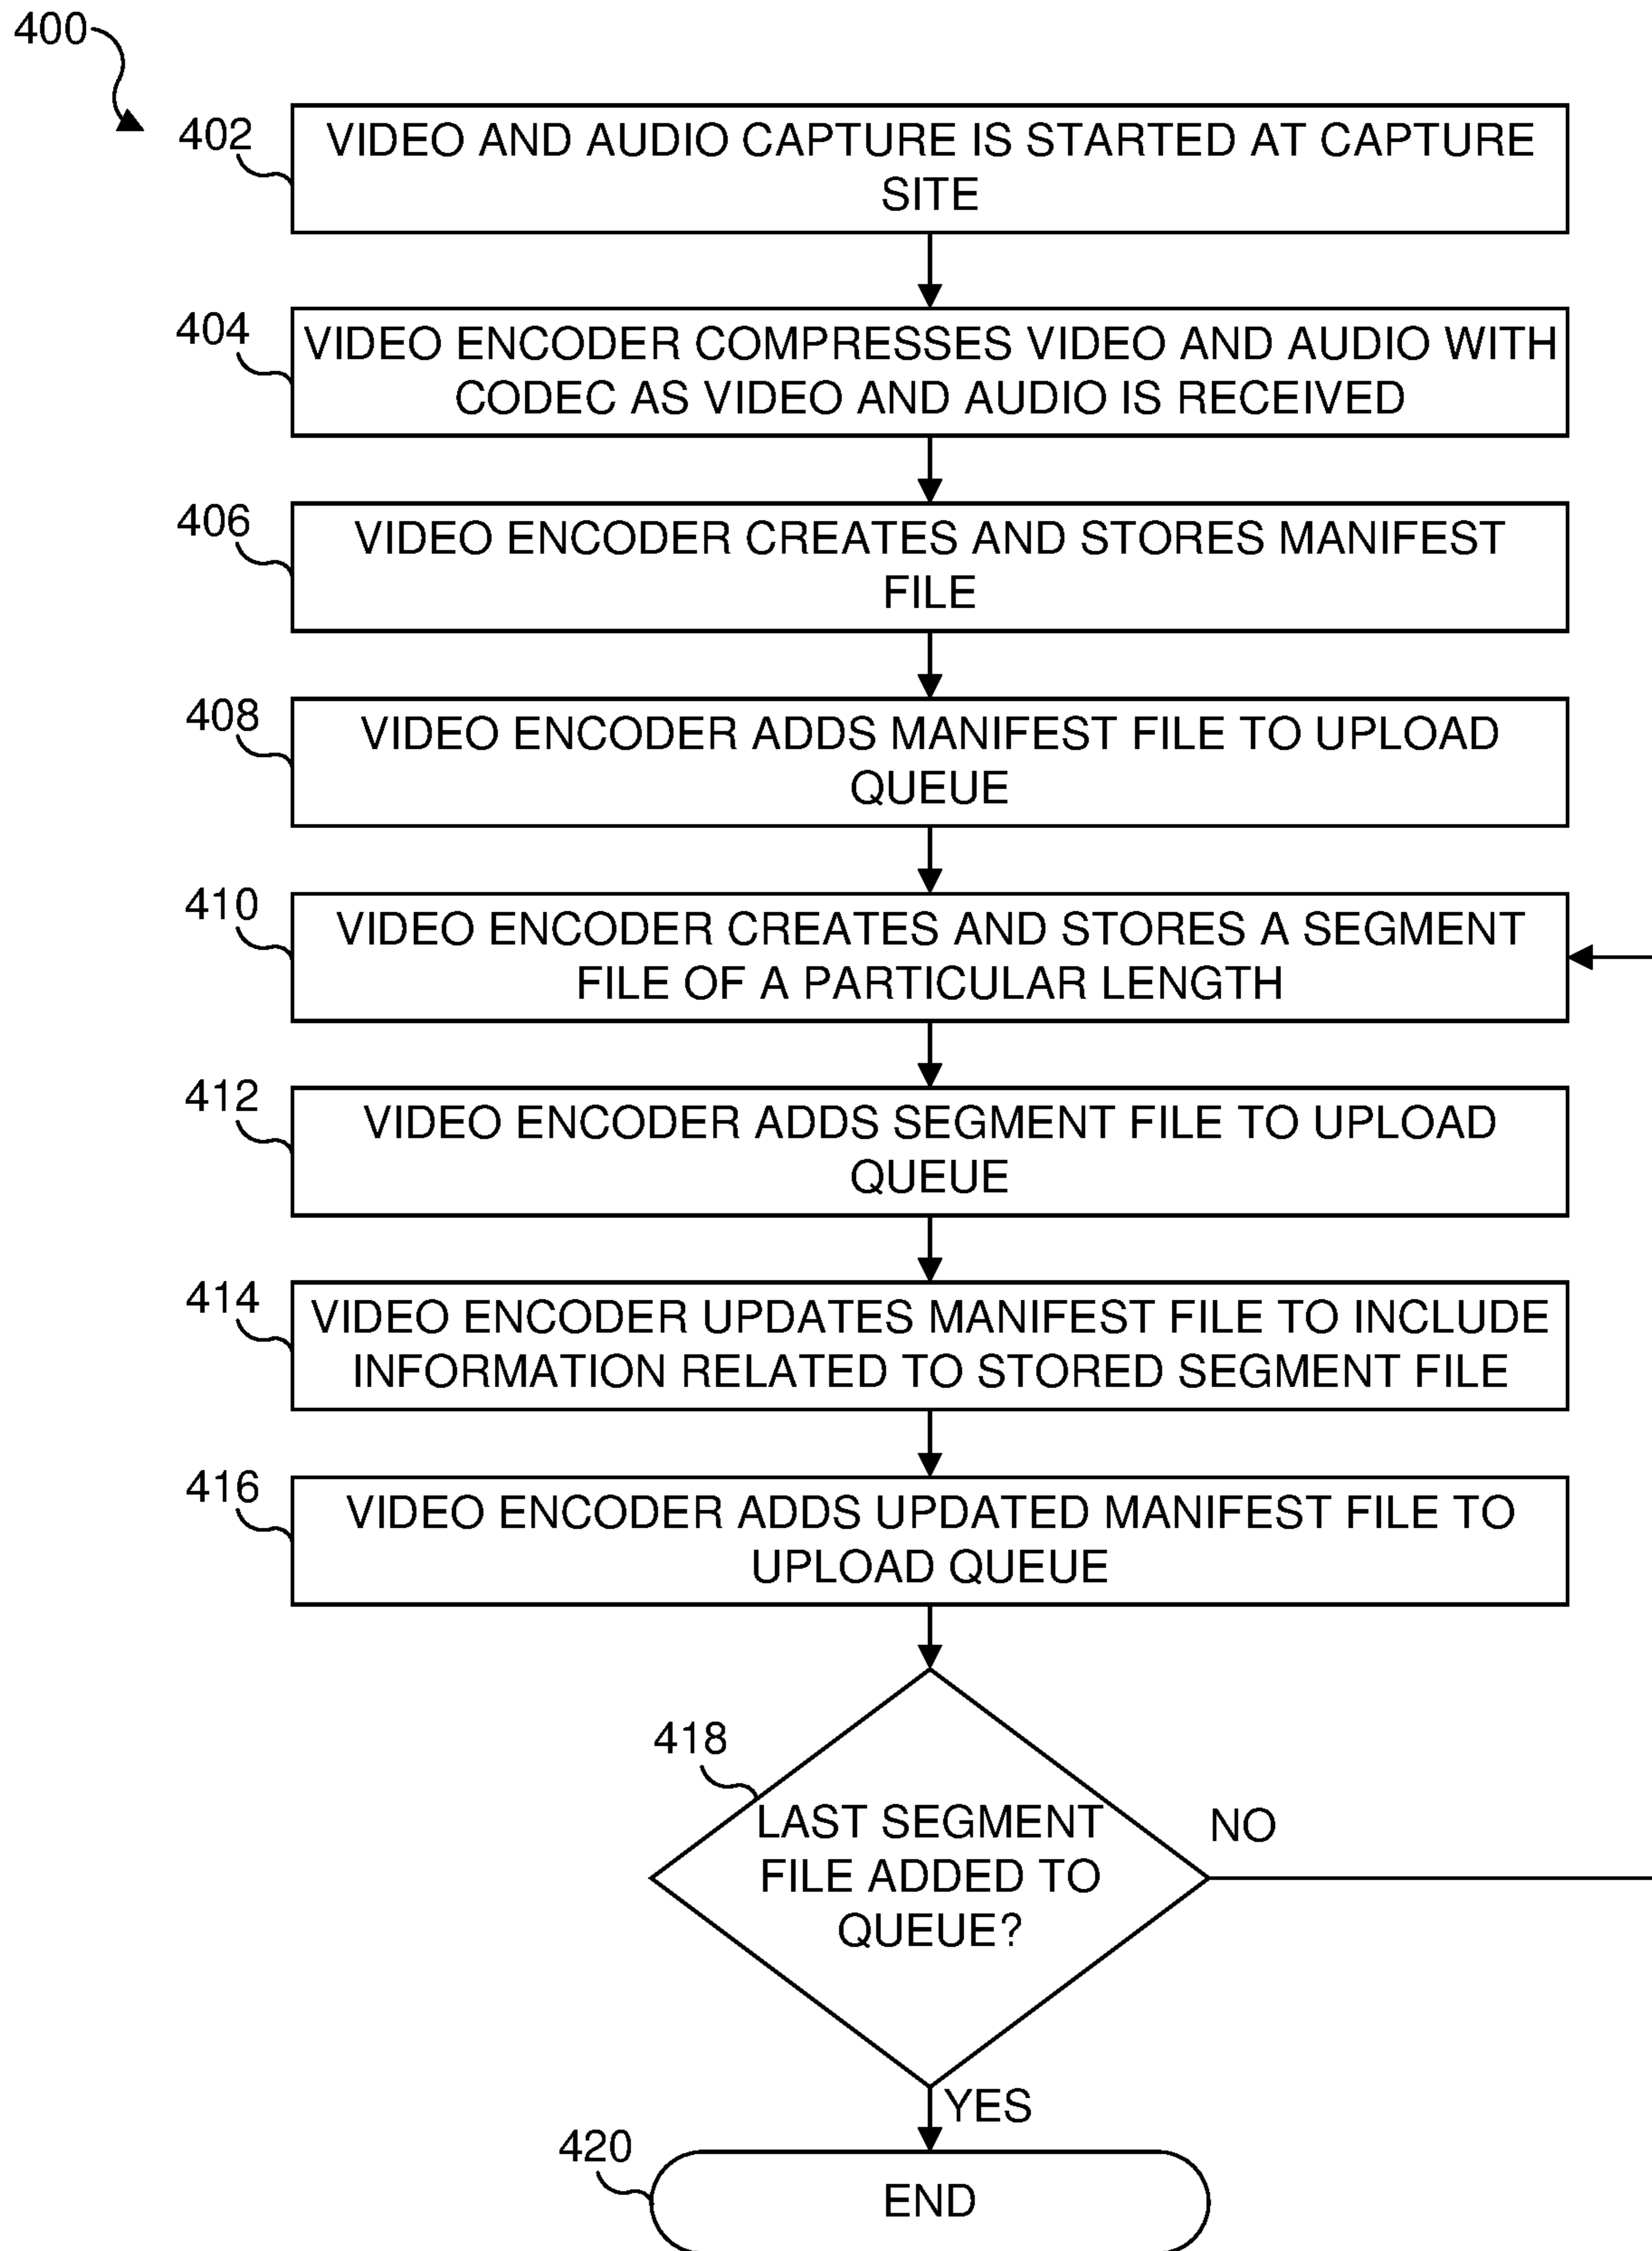 400
402
VIDEO AND AUDIO CAPTURE IS STARTED AT CAPTURE
SITE
404
VIDEO ENCODER COMPRESSES VIDEO AND AUDIO WITH
CODEC AS VIDEO AND AUDIO IS RECEIVED
406
VIDEO ENCODER CREATES AND STORES MANIFEST
FILE
408
VIDEO ENCODER ADDS MANIFEST FILE TO UPLOAD
QUEUE
410
VIDEO ENCODER CREATES AND STORES A SEGMENT
FILE OF A PARTICULAR LENGTH
412
VIDEO ENCODER ADDS SEGMENT FILE TO UPLOAD
QUEUE
414
VIDEO ENCODER UPDATES MANIFEST FILE TO INCLUDE
INFORMATION RELATED TO STORED SEGMENT FILE
416
VIDEO ENCODER ADDS UPDATED MANIFEST FILE TO
UPLOAD QUEUE
418
LAST SEGMENT
FILE ADDED TO
QUEUE?
NO
YES
420
END